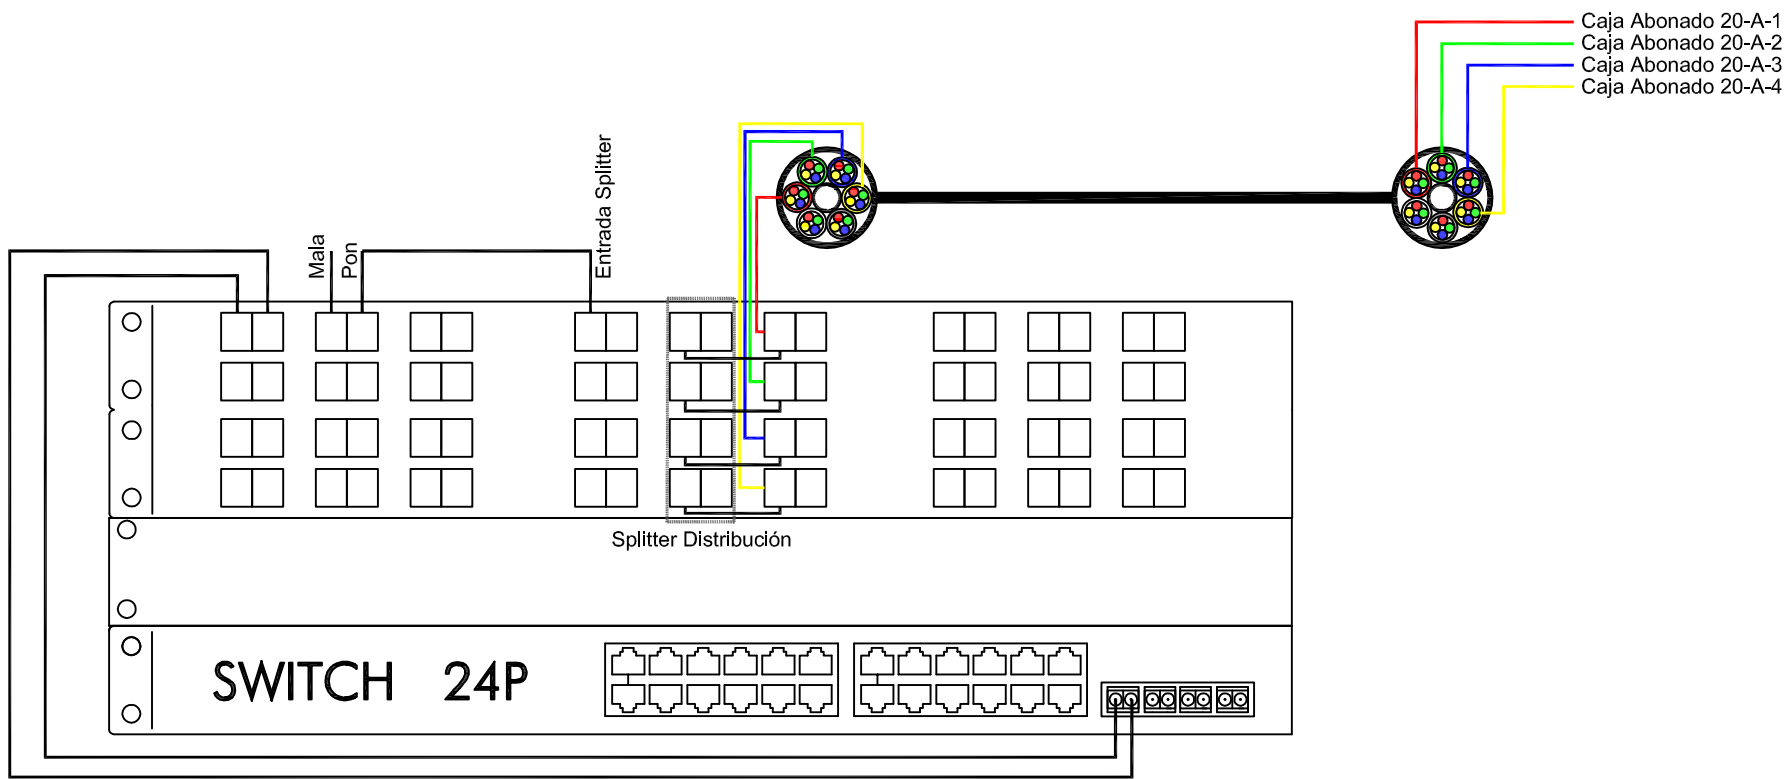 Caja Abonado 20-A-1
Caja Abonado 20-A-2
Caja Abonado 20-A-3
Caja Abonado 20-A-4
Mala
Pon
Entrada Splitter
Splitter Distribución
SWITCH 24P